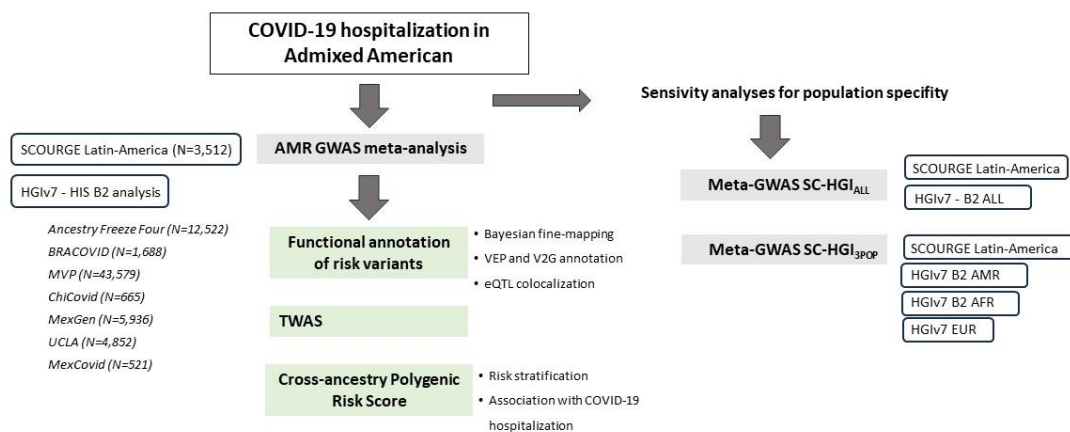 COVID-19 hospitalization in
Admixed American
Sensivity analyses for population specifity
SCOURGE Latin-America (N=3,512)
HGIv7 - HIS B2 analysis
Ancestry Freeze Four (N=12,522)
BRACOVID (N=1,688)
MVP (N=43,579)
ChiCovid (N=665)
MexGen (N=5,936)
UCLA (N=4,852)
MexCovid (N=521)
AMR GWAS meta-analysis
Functional annotation
of risk variants
• Bayesian fine-mapping
• VEP and V2G annotation
• eQTL colocalization
TWAS
Cross-ancestry Polygenic
Risk Score
• Risk stratification
• Association with COVID-19
hospitalization
Meta-GWAS SC-HGIALL
SCOURGE Latin-America
HGIv7 - B2 ALL
Meta-GWAS SC-HGI3POP
SCOURGE Latin-America
HGIv7 B2 AMR
HGIv7 B2 AFR
HGIv7 EUR